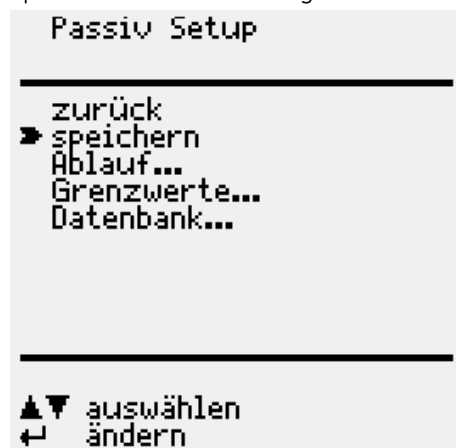 Passiv Setup
zurück
speichern
Ablauf...
Grenzwerte...
Datenbank...
auswählen
ändern